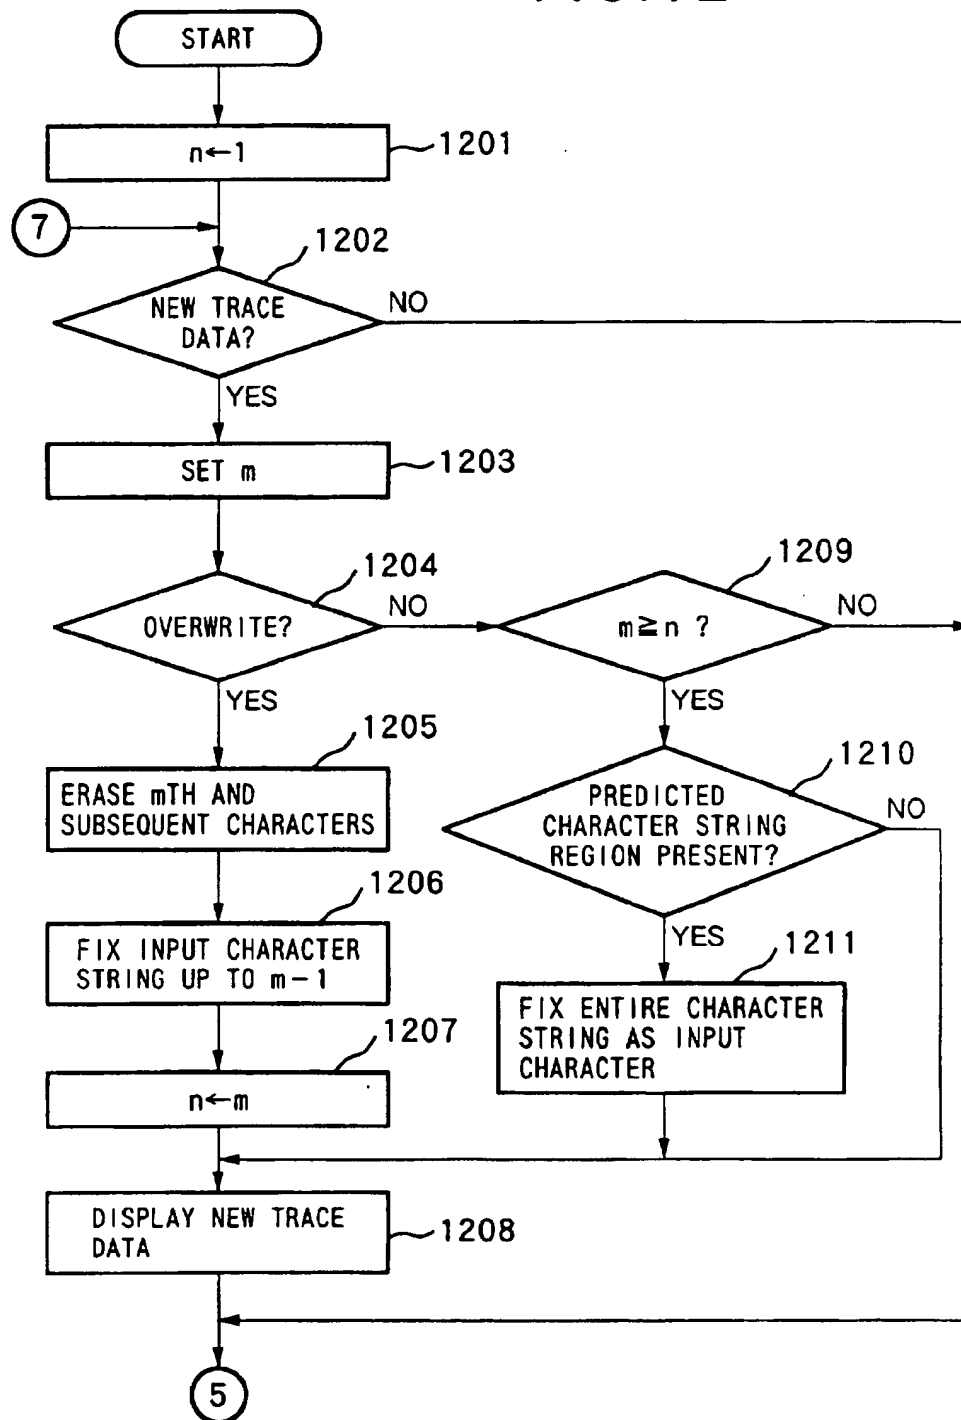 START
n←1
1201
7
1202
NEW TRACE
DATA?
NO
YES
SET m
1203
1204
OVERWRITE?
NO
1209
m≧n ?
NO
YES
YES
1205
ERASE mTH AND
SUBSEQUENT CHARACTERS
1210
PREDICTED
CHARACTER STRING
REGION PRESENT?
NO
YES
1206
FIX INPUT CHARACTER
STRING UP TO m-1
1211
FIX ENTIRE CHARACTER
STRING AS INPUT
CHARACTER
1207
n←m
DISPLAY NEW TRACE
DATA
1208
5